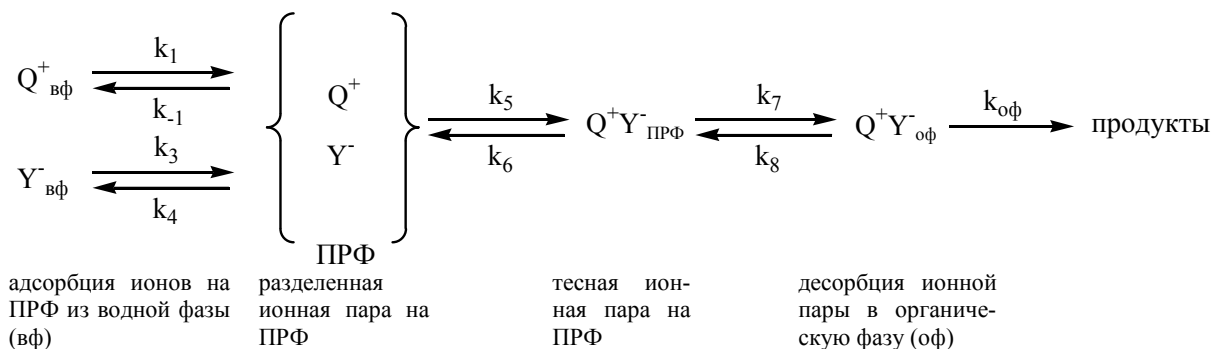 k1
Q+вф
k-1
k3
Y-вф
k4
Q+
Y-
ПРФ
k5
k6
Q+Y-ПРФ
k7
k8
Q+Y-оф
kоф
продукты
адсорбция ионов на
ПРФ из водной фазы
(вф)
разделенная
ионная пара на
ПРФ
тесная ион-
ная пара на
ПРФ
десорбция ионной
пары в органиче-
скую фазу (оф)